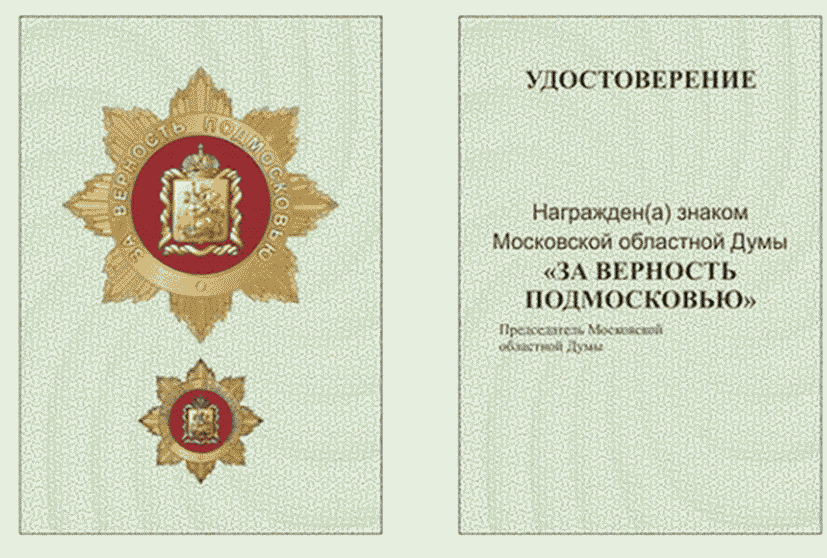 ЗА ВЕРНОСТЬ ПОДМОСКОВЬЮ
УДОСТОВЕРЕНИЕ
Награжден(а) знаком
Московской областной Думы
«ЗА ВЕРНОСТЬ
ПОДМОСКОВЬЮ»
Председатель Московской
областной Думы